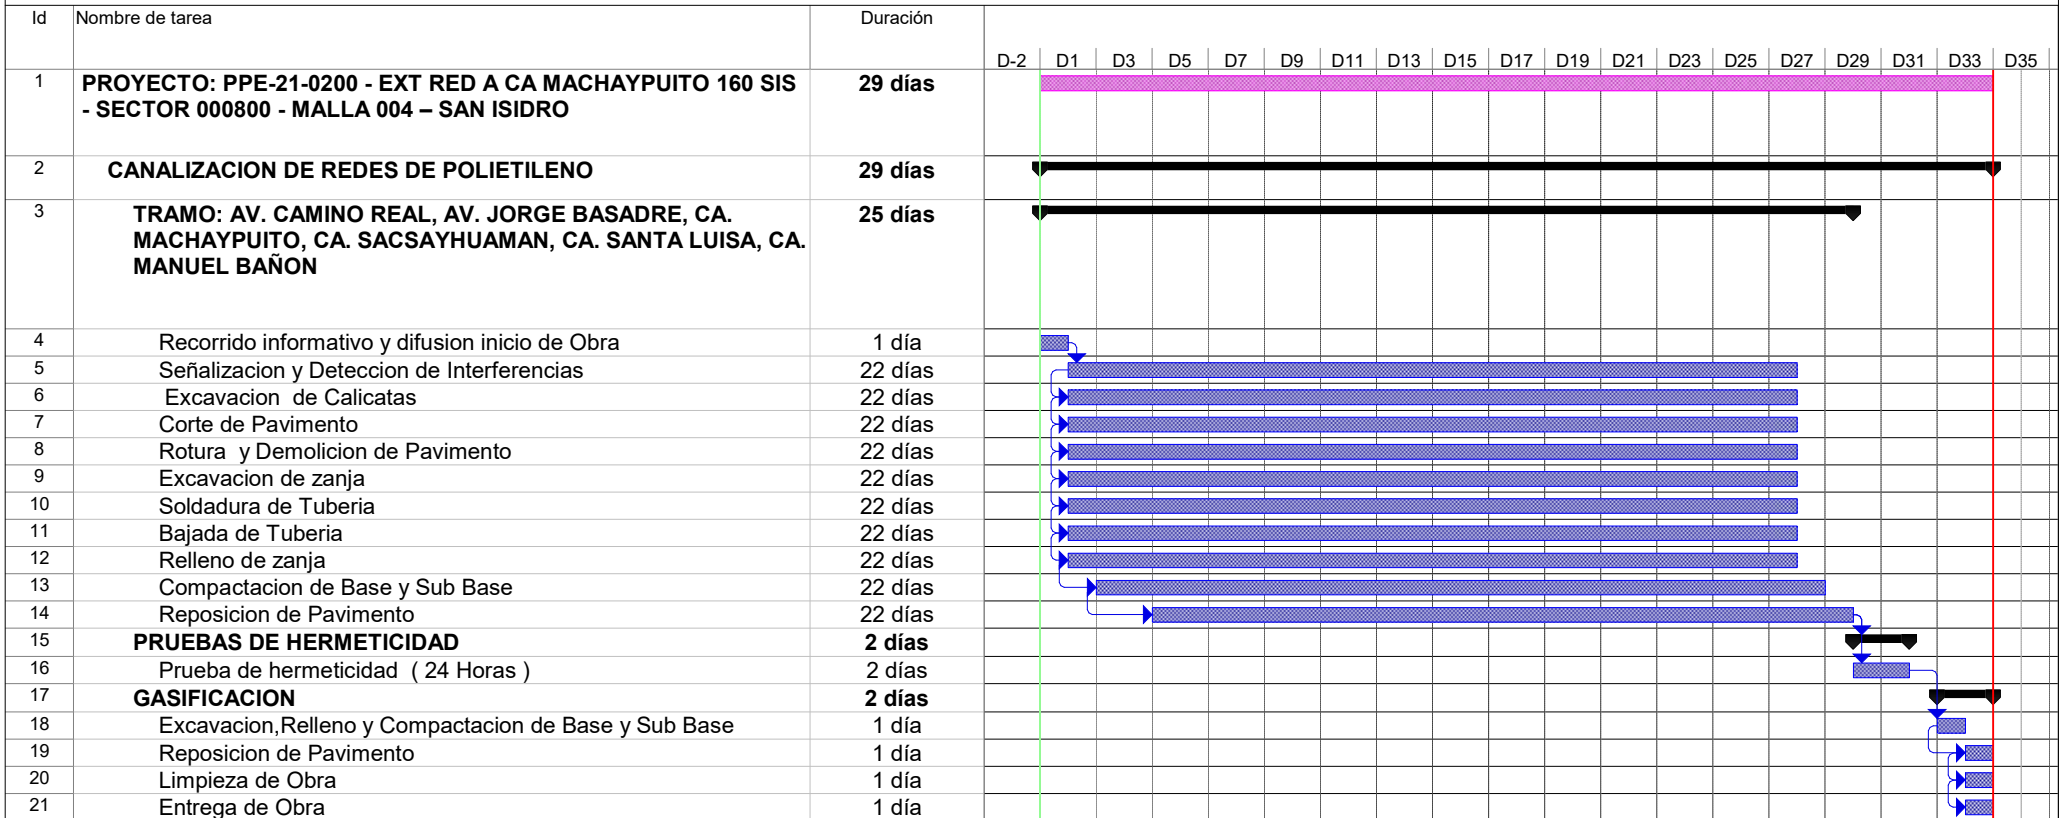 Id Nombre de tarea Duración
D-2 D1 D3 D5 D7 D9 D11 D13 D15 D17 D19 D21 D23 D25 D27 D29 D31 D33 D35
1 PROYECTO: PPE-21-0200 - EXT RED A CA MACHAYPUITO 160 SIS 29 días
- SECTOR 000800 - MALLA 004 – SAN ISIDRO
2 CANALIZACION DE REDES DE POLIETILENO 29 días
3 TRAMO: AV. CAMINO REAL, AV. JORGE BASADRE, CA. 25 días
MACHAYPUITO, CA. SACSAYHUAMAN, CA. SANTA LUISA, CA.
MANUEL BAÑON
4 Recorrido informativo y difusion inicio de Obra 1 día
5 Señalizacion y Deteccion de Interferencias 22 días
6 Excavacion de Calicatas 22 días
7 Corte de Pavimento 22 días
8 Rotura y Demolicion de Pavimento 22 días
9 Excavacion de zanja 22 días
10 Soldadura de Tuberia 22 días
11 Bajada de Tuberia 22 días
12 Relleno de zanja 22 días
13 Compactacion de Base y Sub Base 22 días
14 Reposicion de Pavimento 22 días
15 PRUEBAS DE HERMETICIDAD 2 días
16 Prueba de hermeticidad ( 24 Horas ) 2 días
17 GASIFICACION 2 días
18 Excavacion,Relleno y Compactacion de Base y Sub Base 1 día
19 Reposicion de Pavimento 1 día
20 Limpieza de Obra 1 día
21 Entrega de Obra 1 día